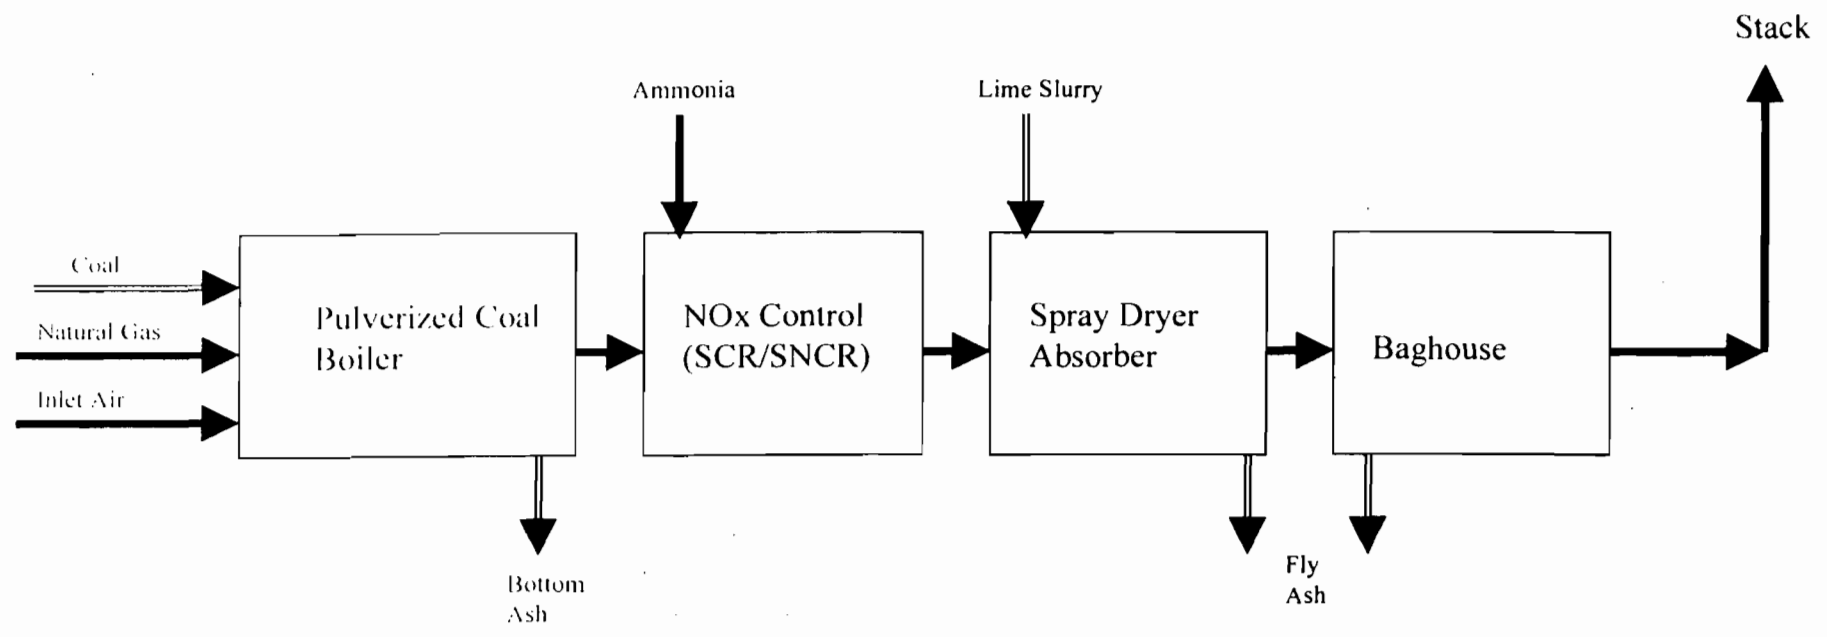 Stack
Ammonia
Lime Slurry
Coal
Natural Gas
Inlet Air
Pulverized Coal
Boiler
NOx Control
(SCR/SNCR)
Spray Dryer
Absorber
Baghouse
Bottom
Ash
Fly
Ash